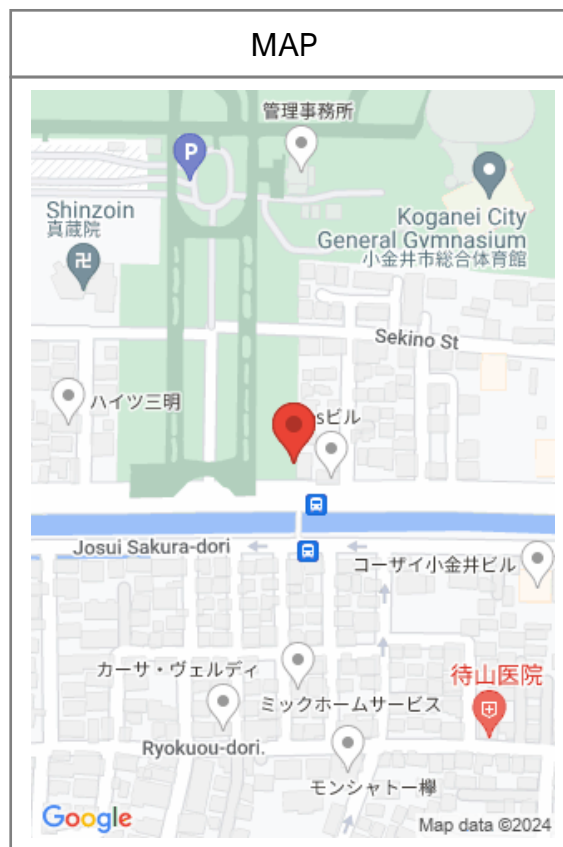 MAP
管理事務所
P
Shinzoin
真蔵院
Koganei City
General Gymnasium
小金井市総合体育館
Sekino St
ハイツ三明
sビル
Josui Sakura-dori
コーザイ小金井ビル
カーサ・ヴェルディ
待山医院
ミックホームサービス
Ryokuou-dori.
モンシャトー欅
Google
Map data ©2024